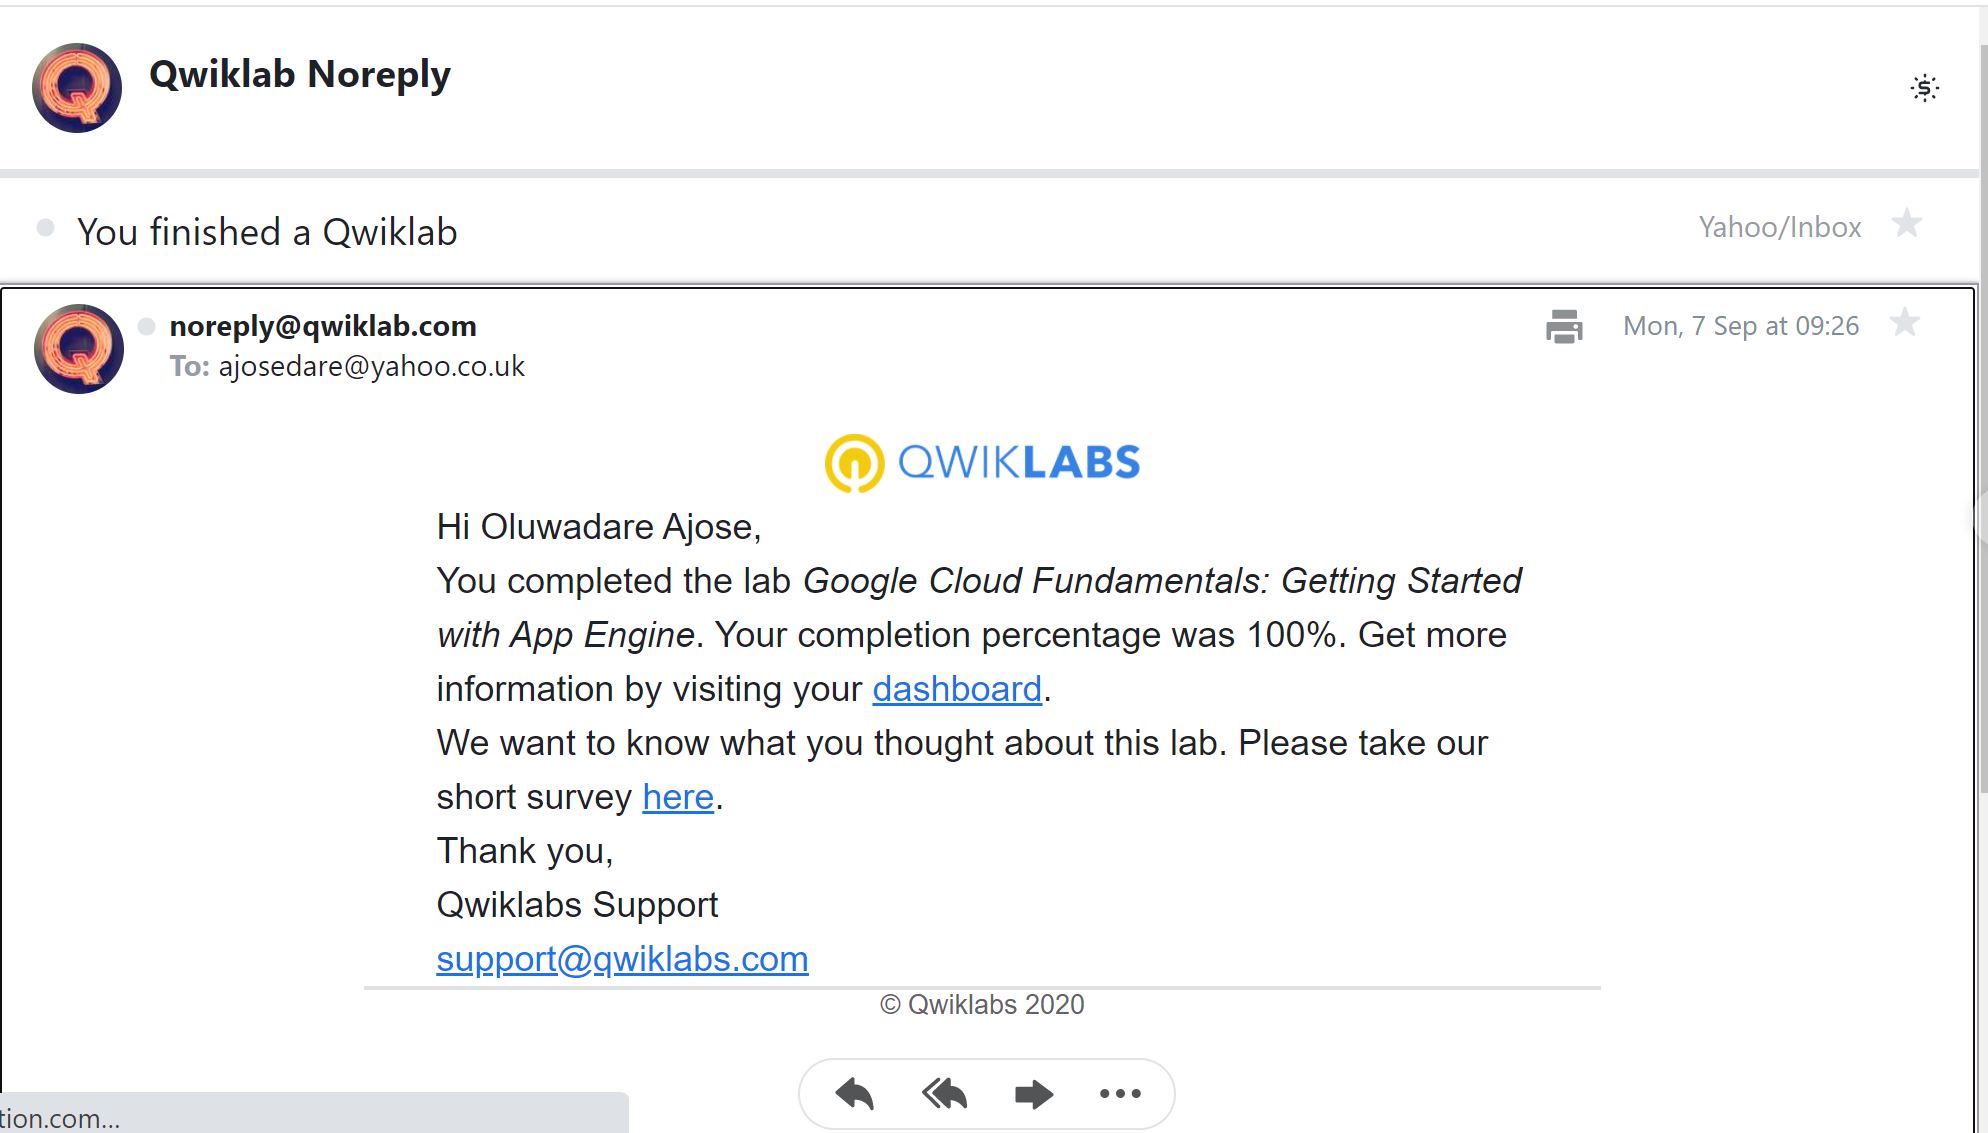 Qwiklab Noreply
You finished a Qwiklab
Yahoo/Inbox
noreply@qwiklab.com
Mon, 7 Sep at 09:26
To: ajosedare@yahoo.co.uk
QWIKLABS
Hi Oluwadare Ajose,
You completed the lab Google Cloud Fundamentals: Getting Started
with App Engine. Your completion percentage was 100%. Get more
information by visiting your dashboard.
We want to know what you thought about this lab. Please take our
short survey here.
Thank you,
Qwiklabs Support
support@qwiklabs.com
© Qwiklabs 2020
tion.com...